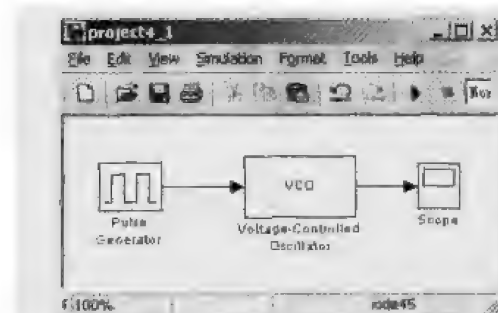 project4_1
File Edit View Simulation Format Tools Help
VCO
Pulse
Generator
Voltage-Controlled
Oscillator
Scope
100%
ode45